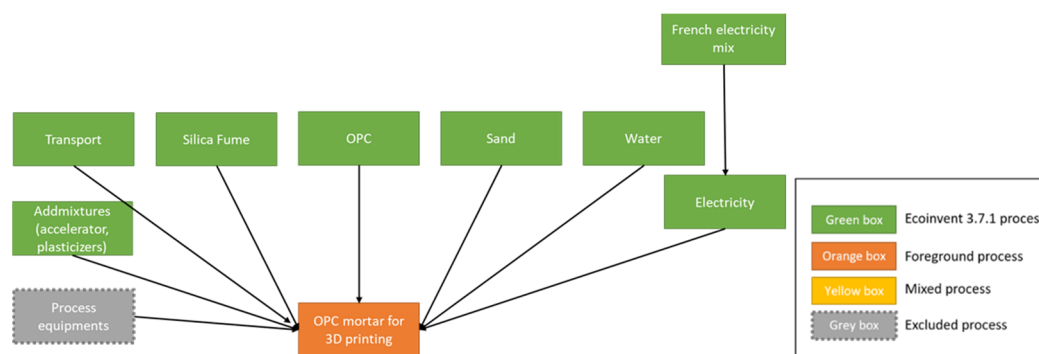 French electricity
mix
Transport
Silica Fume
OPC
Sand
Water
Addmixtures
(accelerator,
plasticizers)
Electricity
Process
equipments
OPC mortar for
3D printing
Green box
Ecoinvent 3.7.1 proces
Orange box
Foreground process
Yellow box
Mixed process
Grey box
Excluded process